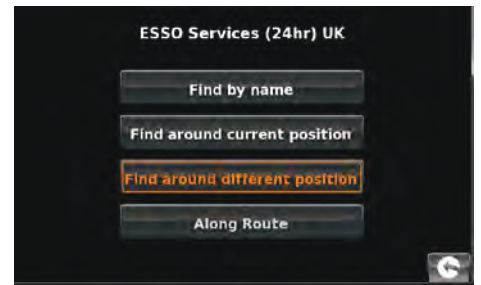 ESSO Services (24hr) UK
Find by name
Find around current position
Find around different position
Along Route